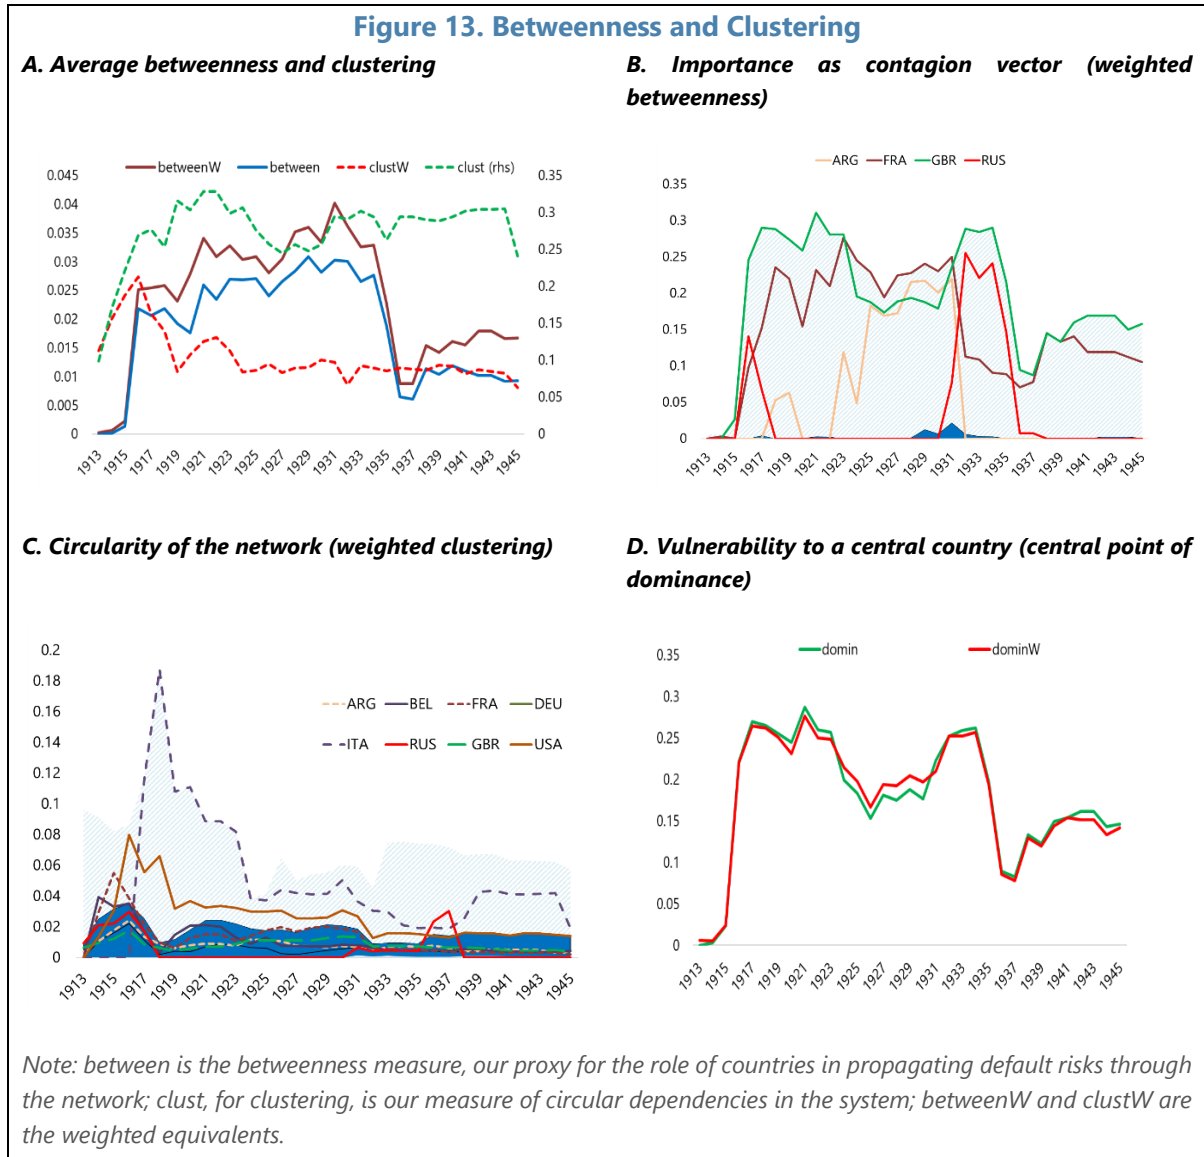 Figure 13. Betweenness and Clustering
A. Average betweenness and clustering
betweenW between clustW clust (rhs)
0.045 0.35
0.04 0.3
0.035 0.25
0.03
0.025 0.2
0.02 0.15
0.015 0.1
0.01
0.005 0.05
0 0
1913 1915 1917 1919 1921 1923 1925 1927 1929 1931 1933 1935 1937 1939 1941 1943 1945
B. Importance as contagion vector (weighted
betweenness)
ARG FRA GBR RUS
0.35
0.3
0.25
0.2
0.15
0.1
0.05
0
1913 1915 1917 1919 1921 1923 1925 1927 1929 1931 1933 1935 1937 1939 1941 1943 1945
C. Circularity of the network (weighted clustering)
0.2
0.18
0.16
0.14
0.12
0.1
0.08
0.06
0.04
0.02
0
ARG BEL FRA DEU
ITA RUS GBR USA
1913 1915 1917 1919 1921 1923 1925 1927 1929 1931 1933 1935 1937 1939 1941 1943 1945
D. Vulnerability to a central country (central point of
dominance)
domin dominW
0.35
0.3
0.25
0.2
0.15
0.1
0.05
0
1913 1915 1917 1919 1921 1923 1925 1927 1929 1931 1933 1935 1937 1939 1941 1943 1945
Note: between is the betweenness measure, our proxy for the role of countries in propagating default risks through
the network; clust, for clustering, is our measure of circular dependencies in the system; betweenW and clustW are
the weighted equivalents.